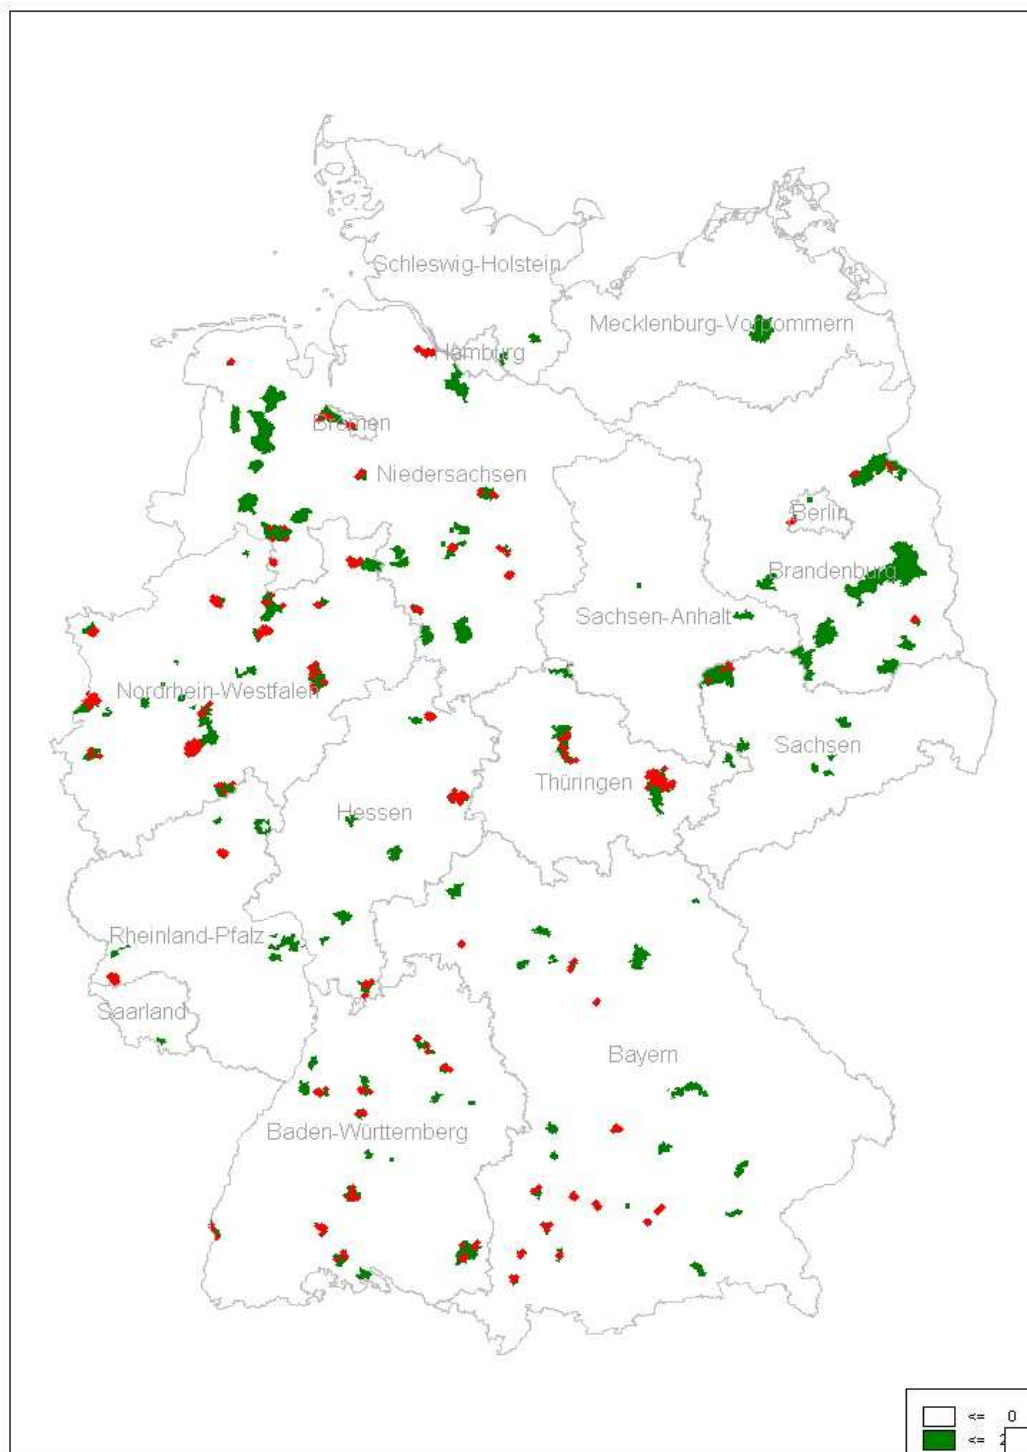 Schleswig-Holstein
Mecklenburg-Vorpommern
Hamburg
Bremen
Niedersachsen
Berlin
Brandenburg
Sachsen-Anhalt
Nordrhein-Westfalen
Sachsen
Thüringen
Hessen
Rheinland-Pfalz
Saarland
Bayern
Baden-Württemberg
<= 0
<=